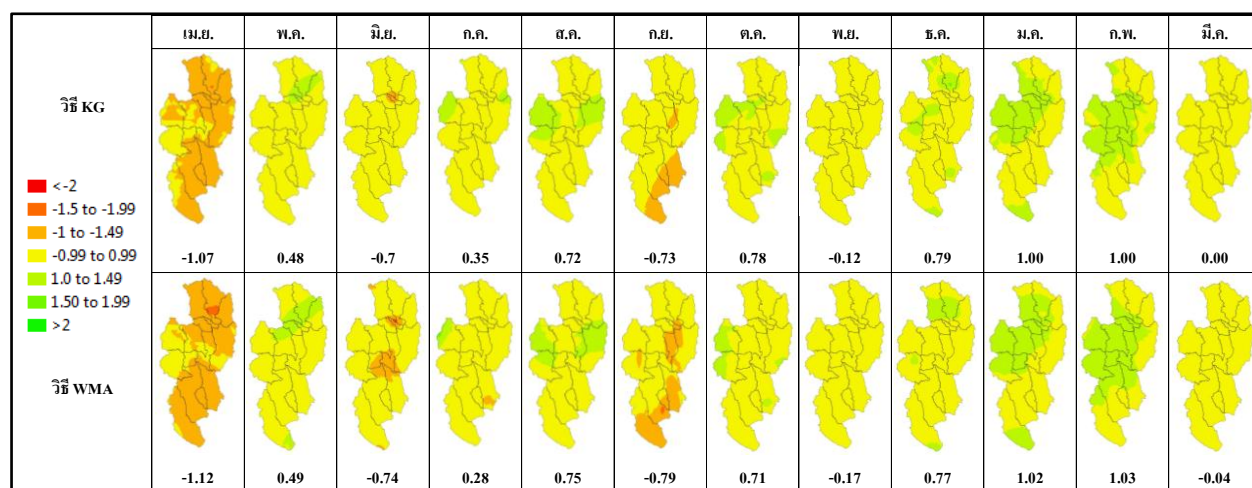 เม.ย. พ.ค. มิ.ย. ก.ค. ส.ค. ก.ย. ต.ค. พ.ย. ธ.ค. ม.ค. ก.พ. มี.ค.
วิธี KG
<-2
-1.5 to -1.99
-1 to -1.49
-0.99 to 0.99
1.0 to 1.49
1.50 to 1.99
>2
-1.07 0.48 -0.7 0.35 0.72 -0.73 0.78 -0.12 0.79 1.00 1.00 0.00
วิธี WMA
-1.12 0.49 -0.74 0.28 0.75 -0.79 0.71 -0.17 0.77 1.02 1.03 -0.04